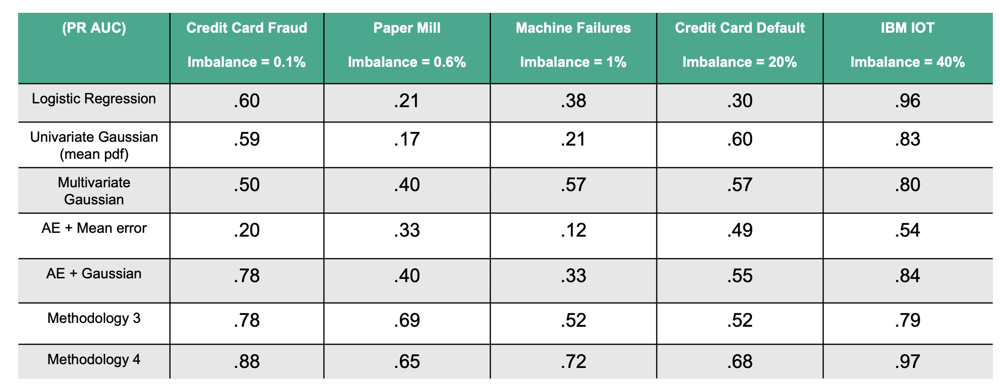 (PR AUC) Credit Card Fraud Paper Mill Machine Failures Credit Card Default IBM IOT
Imbalance = 0.1% Imbalance = 0.6% Imbalance = 1% Imbalance = 20% Imbalance = 40%
Logistic Regression .60 .21 .38 .30 .96
Univariate Gaussian .59 .17 .21 .60 .83
(mean pdf)
Multivariate .50 .40 .57 .57 .80
Gaussian
AE + Mean error .20 .33 .12 .49 .54
AE + Gaussian .78 .40 .33 .55 .84
Methodology 3 .78 .69 .52 .52 .79
Methodology 4 .88 .65 .72 .68 .97